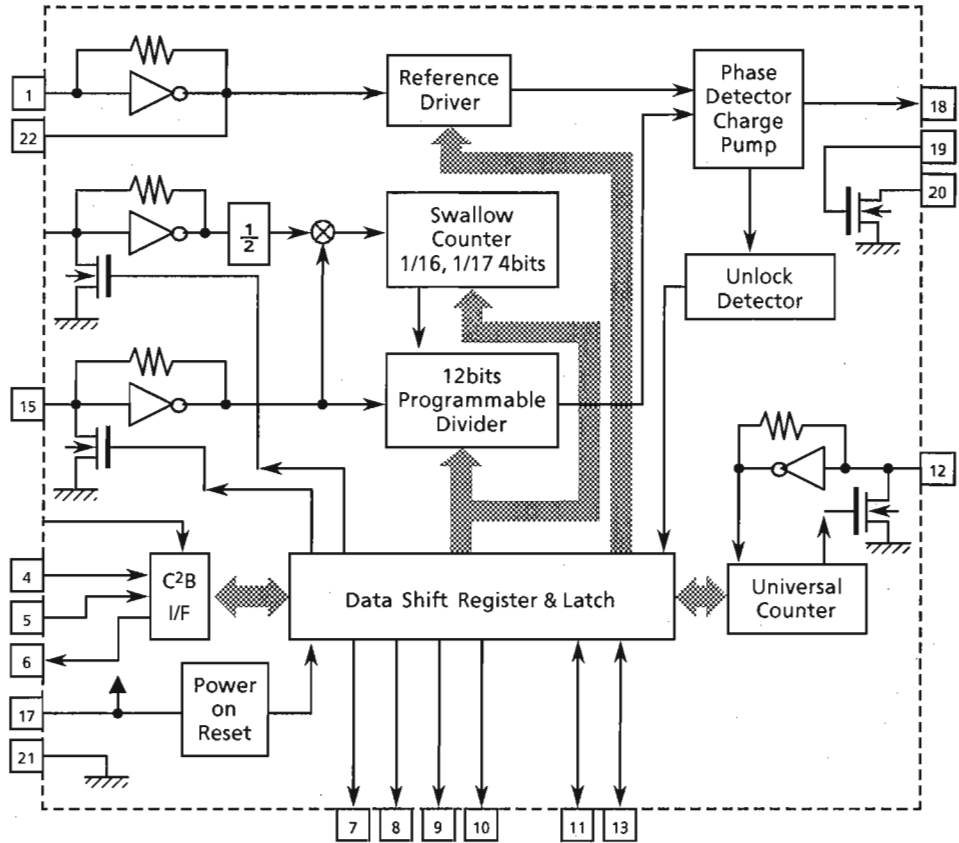 1
22
Reference
Driver
Phase
Detector
Charge
Pump
18
19
20
1/2
Swallow
Counter
1/16, 1/17 4bits
Unlock
Detector
15
12bits
Programmable
Divider
12
4
5
6
C²B
I/F
Data Shift Register & Latch
Universal
Counter
17
Power
on
Reset
21
7
8
9
10
11
13